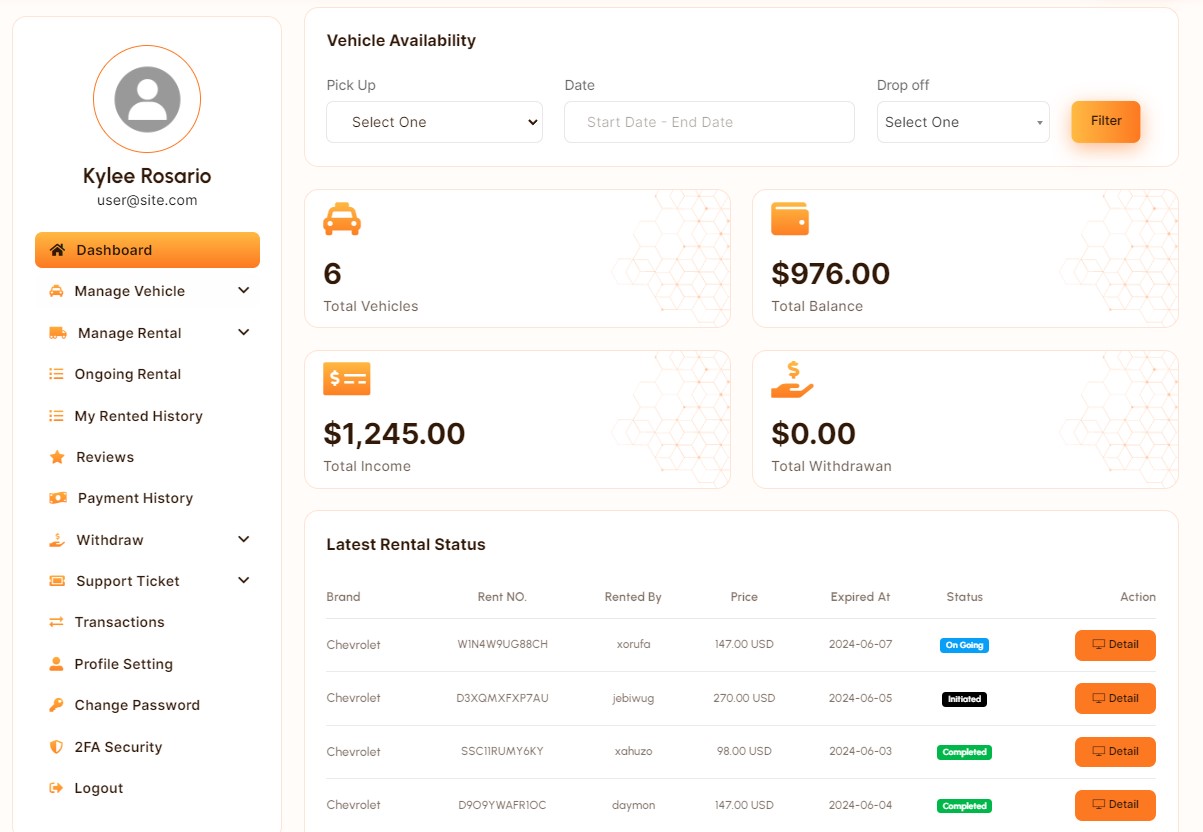 Kylee Rosario
user@site.com
Dashboard
Manage Vehicle
Manage Rental
Ongoing Rental
My Rented History
Reviews
Payment History
Withdraw
Support Ticket
Transactions
Profile Setting
Change Password
2FA Security
Logout
Vehicle Availability
Pick Up Date Drop off
Select One Start Date - End Date Select One Filter
6
Total Vehicles
$976.00
Total Balance
$1,245.00
Total Income
$0.00
Total Withdrawan
Latest Rental Status
Brand Rent NO. Rented By Price Expired At Status Action
Chevrolet W1N4W9UG88CH xorufa 147.00 USD 2024-06-07 On Going Detail
Chevrolet D3XQMXFXP7AU jebiwug 270.00 USD 2024-06-05 Initiated Detail
Chevrolet SSC11RUMY6KY xahuzo 98.00 USD 2024-06-03 Completed Detail
Chevrolet D9O9YWAFR1OC daymon 147.00 USD 2024-06-04 Completed Detail